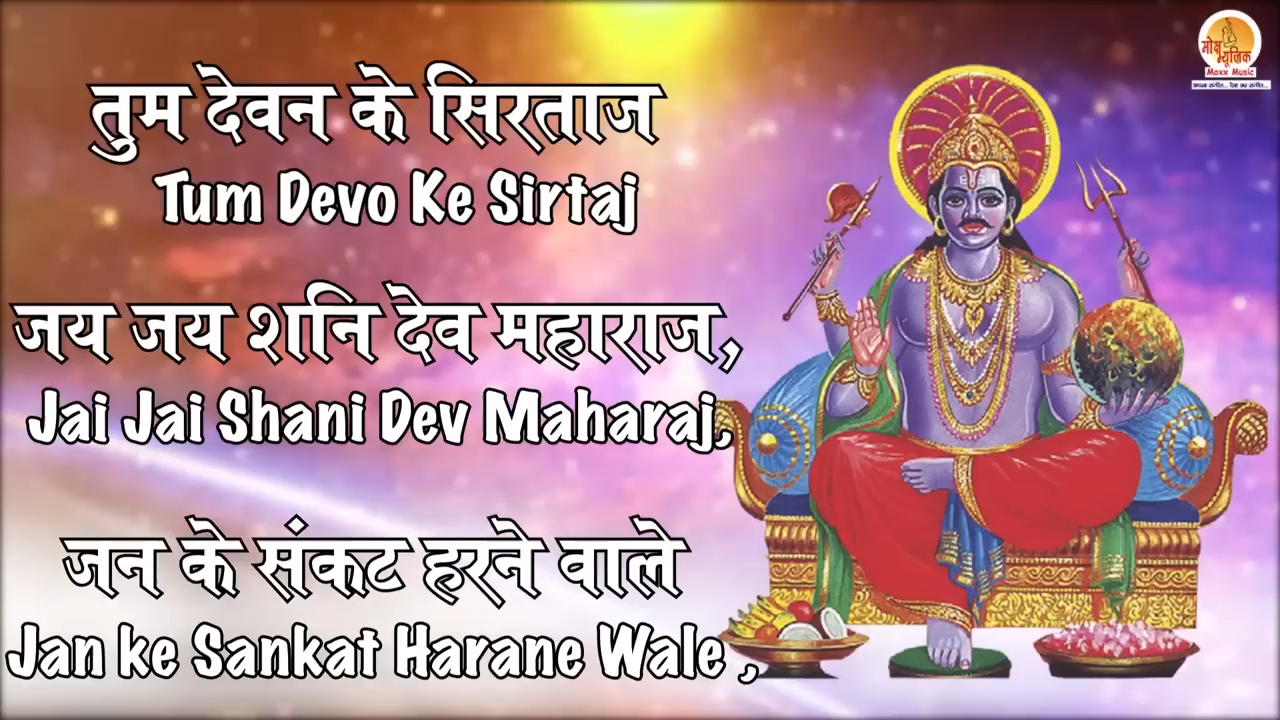 तुम देवन के सिरताज
Tum Devo Ke Sirtaj
जय जय शनि देव महाराज,
Jai Jai Shani Dev Maharaj,
जन के संकट हरने वाले
Jan ke Sankat Harane Wale ,
मोक्ष म्यूजिक
Moxx Music
अपना संगीत... देश का संगीत...